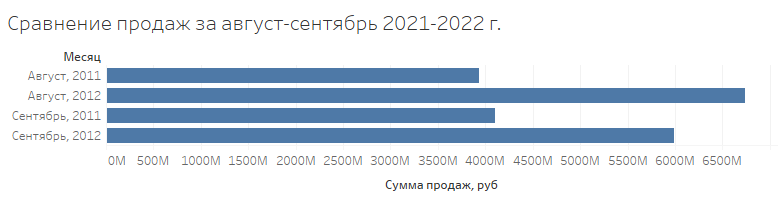 Сравнение продаж за август-сентябрь 2021-2022 г.
Месяц
Август, 2011
Август, 2012
Сентябрь, 2011
Сентябрь, 2012
0M 500M 1000M 1500M 2000M 2500M 3000M 3500M 4000M 4500M 5000M 5500M 6000M 6500M
Сумма продаж, руб